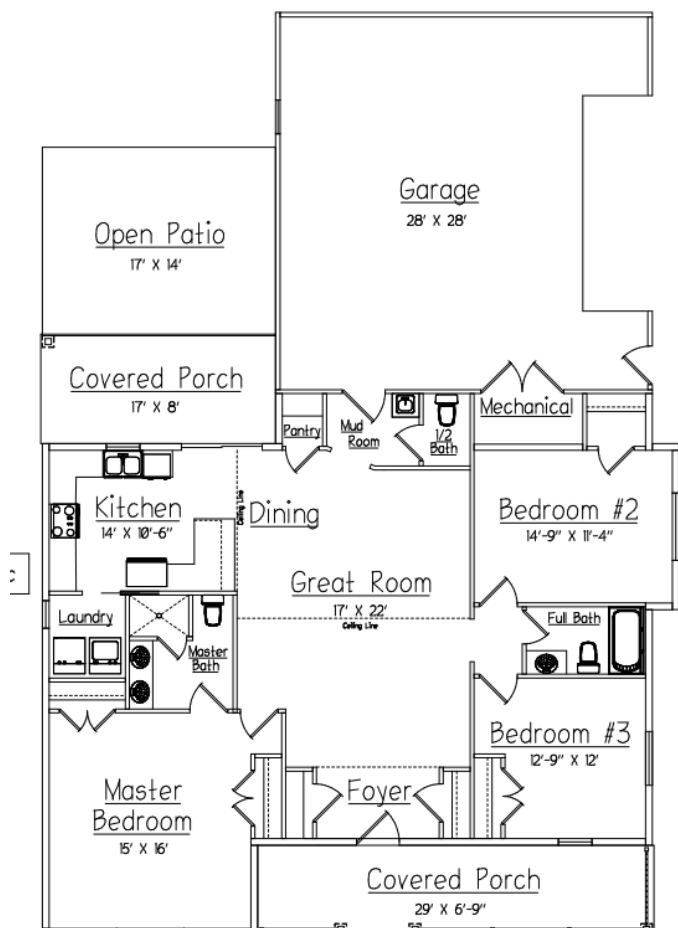 Garage
28' X 28'
Open Patio
17' X 14'
Covered Porch
17' X 8'
Pantry
Mud
Room
1/2
Bath
Mechanical
Kitchen
14' X 10'-6"
Ceiling Line
Dining
Bedroom #2
14'-9" X 11'-4"
c
Great Room
17' X 22'
Ceiling Line
Laundry
Master
Bath
Full Bath
Bedroom #3
12'-9" X 12'
Master
Bedroom
15' X 16'
Foyer
Covered Porch
29' X 6'-9"